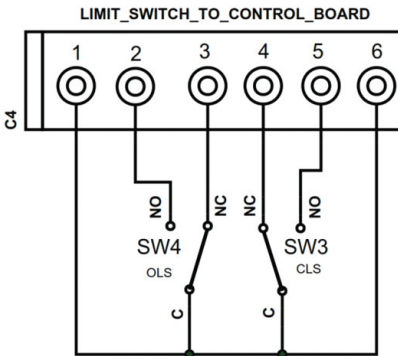 LIMIT_SWITCH_TO_CONTROL_BOARD
1 2 3 4 5 6
C4
NO NC NC NO
SW4 SW3
OLS CLS
C C